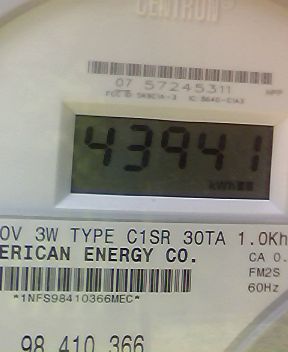 CENTRON
07 57245311
43941
kWh
0V 3W TYPE C1SR 30TA 1.0Kh
ERICAN ENERGY CO.
CA 0.
FM2S
60Hz
*1NFS98410366MEC*
98 410 366